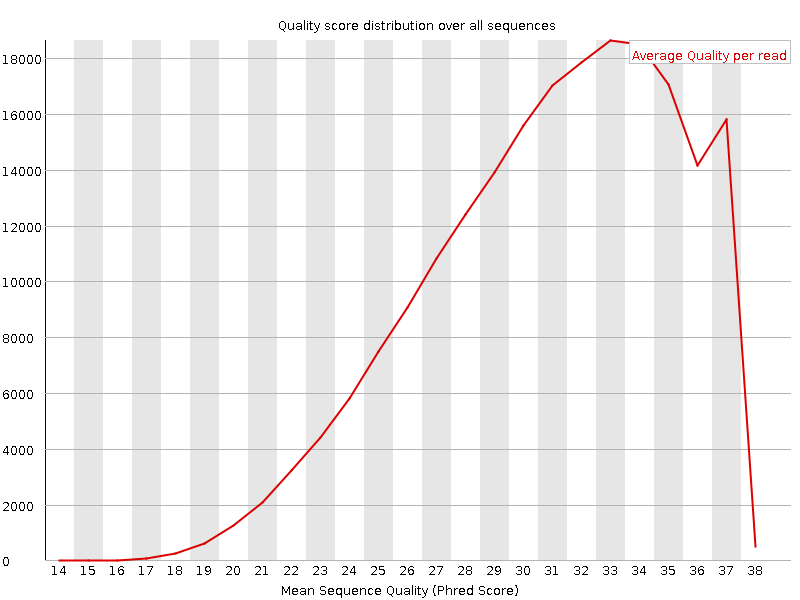 Quality score distribution over all sequences
Average Quality per read
18000
16000
14000
12000
10000
8000
6000
4000
2000
0
14 15 16 17 18 19 20 21 22 23 24 25 26 27 28 29 30 31 32 33 34 35 36 37 38
Mean Sequence Quality (Phred Score)